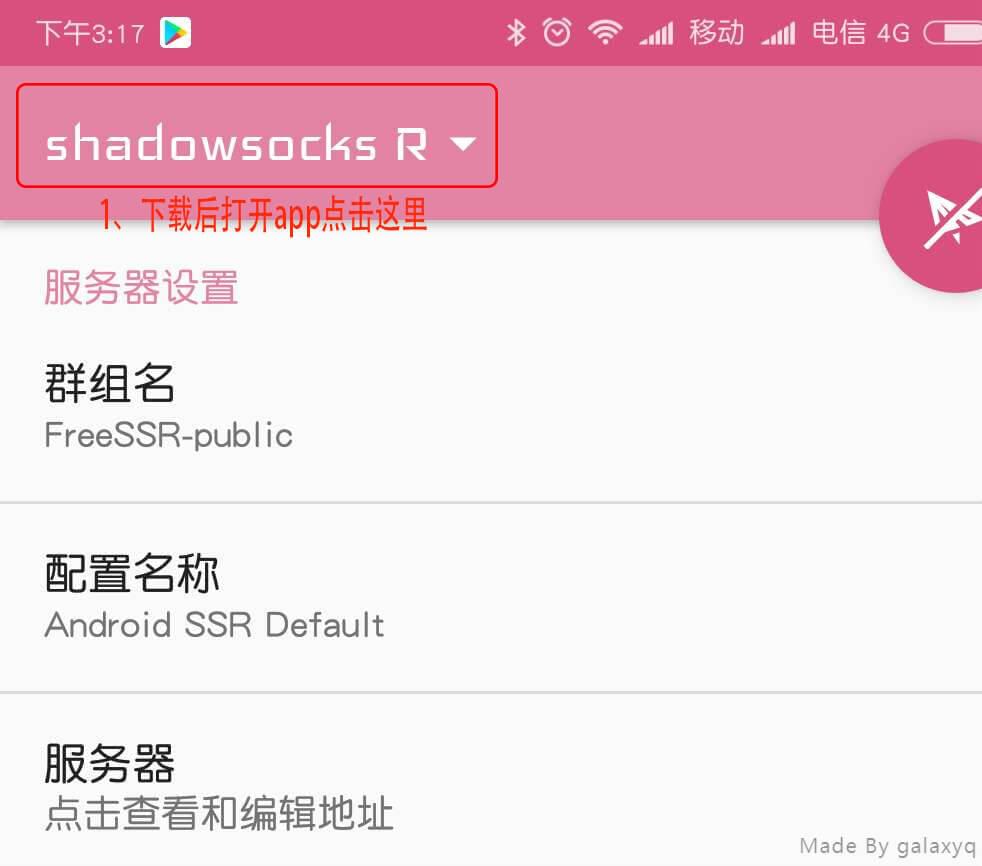 下午3:17 移动 电信 4G
shadowsocks R
1、下载后打开app点击这里
服务器设置
群组名
FreeSSR-public
配置名称
Android SSR Default
服务器
点击查看和编辑地址
Made By galaxyq